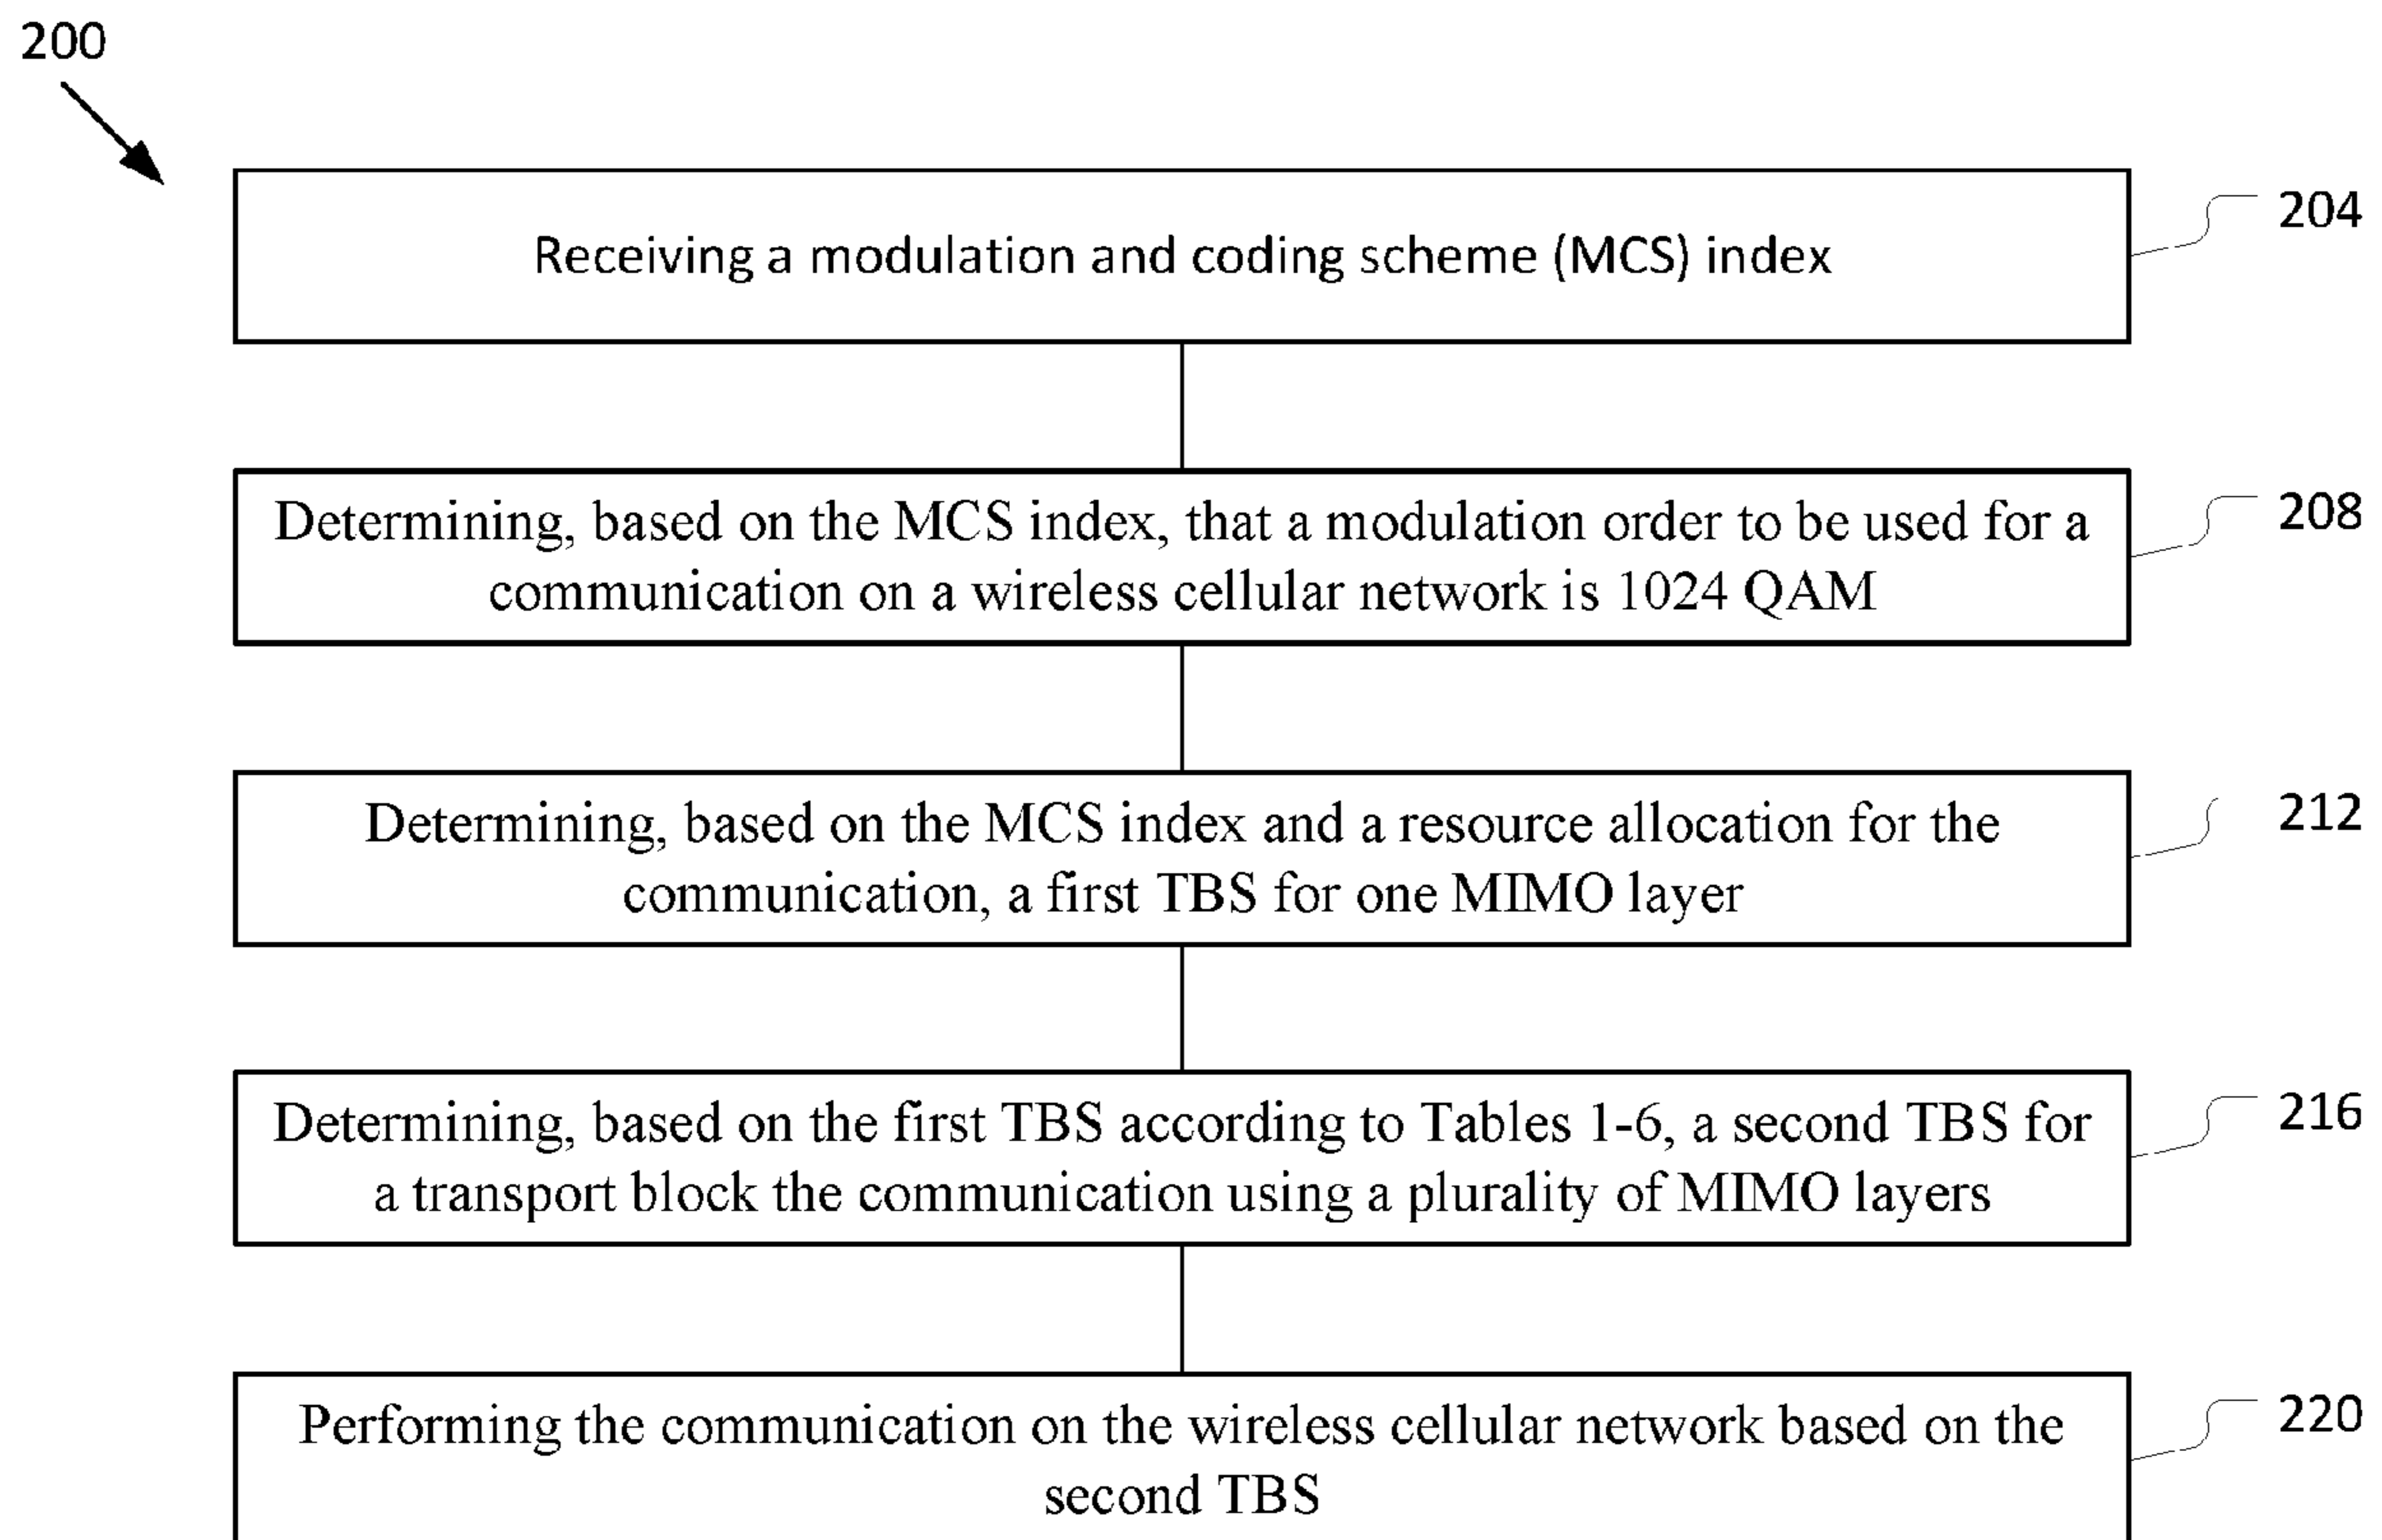 200
Receiving a modulation and coding scheme (MCS) index
204
Determining, based on the MCS index, that a modulation order to be used for a
communication on a wireless cellular network is 1024 QAM
208
Determining, based on the MCS index and a resource allocation for the
communication, a first TBS for one MIMO layer
212
Determining, based on the first TBS according to Tables 1-6, a second TBS for
a transport block the communication using a plurality of MIMO layers
216
Performing the communication on the wireless cellular network based on the
second TBS
220